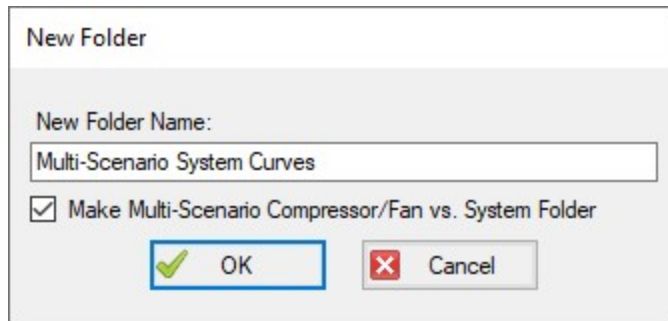 New Folder
New Folder Name:
Multi-Scenario System Curves
Make Multi-Scenario Compressor/Fan vs. System Folder
OK Cancel